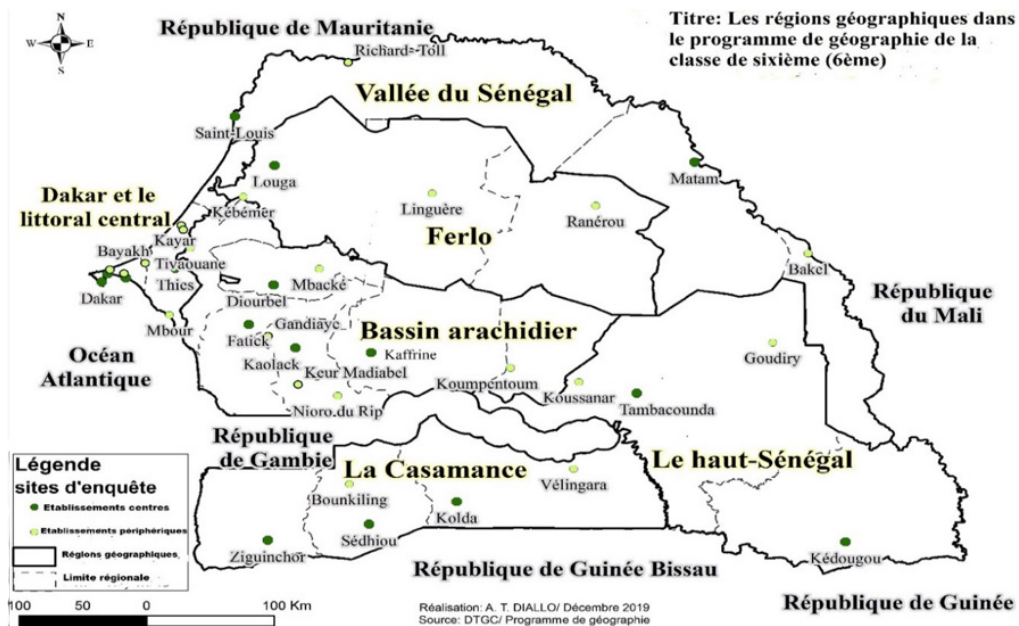 Titre: Les régions géographiques dans
le programme de géographie de la
classe de sixième (6ème)
N
W
E
S
République de Mauritanie
Richard-Toll
Vallée du Sénégal
Saint-Louis
Louga
Matam
Dakar et le
littoral central
Kébémer
Linguère
Ranérou
Ferlo
Kayar
Bayakh
Tivaouane
Thies
Bakel
Mbacké
Dakar
Diourbel
République
du Mali
Mbour
Gandiaye
Bassin arachidier
Fatick
Goudiry
Océan
Atlantique
Kaolack
Kaffrine
Keur Madiabel
Koumpentoum
Koussanar
Nioro du Rip
Tambacounda
République
de Gambie
La Casamance
Le haut-Sénégal
Vélingara
Bounkiling
Kolda
Sédhiou
Ziguinchor
Kédougou
République de Guinée Bissau
République de Guinée
Légende
sites d'enquête
Etablissements centres
Etablissements périphériques
Régions géographiques
Limite régionale
100 0 100 Km
Réalisation: A. T. DIALLO/ Décembre 2019
Source: DTGC/ Programme de géographie